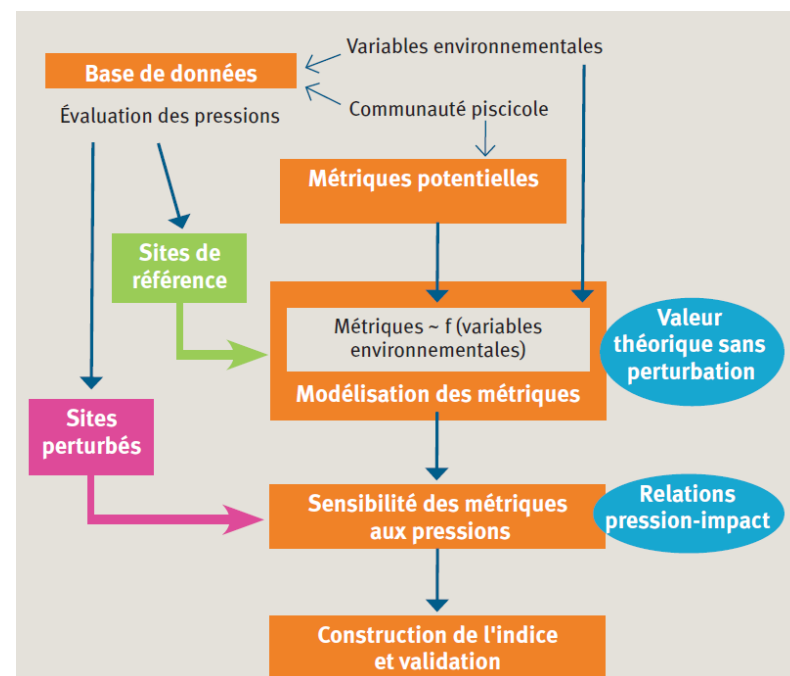 Variables environnementales
Base de données
Évaluation des pressions
Communauté piscicole
Métriques potentielles
Sites de
référence
Métriques ~ f (variables
environnementales)
Modélisation des métriques
Valeur
théorique sans
perturbation
Sites
perturbés
Sensibilité des métriques
aux pressions
Relations
pression-impact
Construction de l'indice
et validation